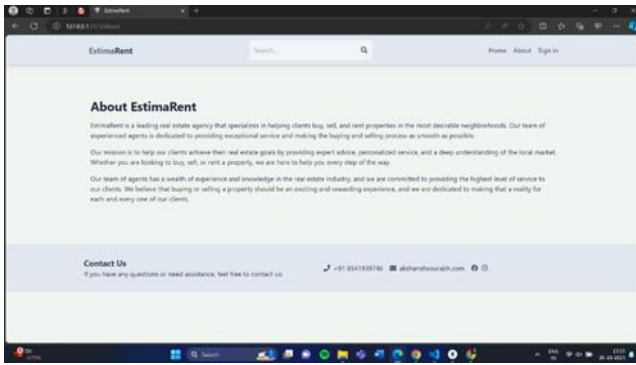 EstimaRent
127.0.0.1
EstimaRent
Search...
Home About Sign in
About EstimaRent
EstimaRent is a leading real estate agency that specializes in helping clients buy, sell, and rent properties in the most desirable neighborhoods. Our team of
experienced agents is dedicated to providing exceptional service and making the buying and selling process as smooth as possible.
Our mission is to help our clients achieve their real estate goals by providing expert advice, personalized service, and a deep understanding of the local market.
Whether you are looking to buy, sell, or rent a property, we are here to help you every step of the way.
Our team of agents has a wealth of experience and knowledge in the real estate industry, and we are committed to providing the highest level of service to
our clients. We believe that buying or selling a property should be an exciting and rewarding experience, and we are dedicated to making that a reality for
each and every one of our clients.
Contact Us
If you have any questions or need assistance, feel free to contact us
Search
ENG
IN